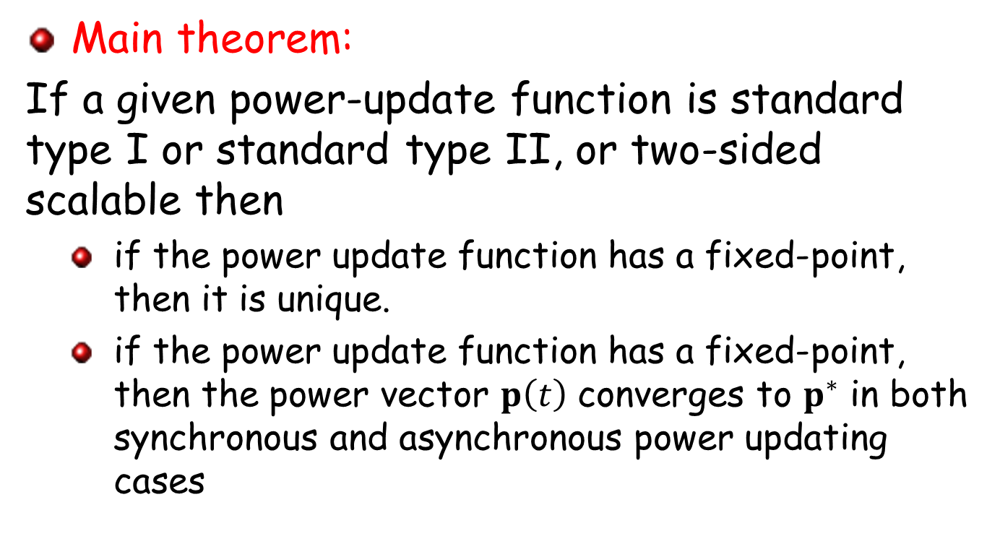 Main theorem:
If a given power-update function is standard
type I or standard type II, or two-sided
scalable then
if the power update function has a fixed-point,
then it is unique.
if the power update function has a fixed-point,
then the power vector 𝐩(𝑡) converges to 𝐩* in both
synchronous and asynchronous power updating
cases